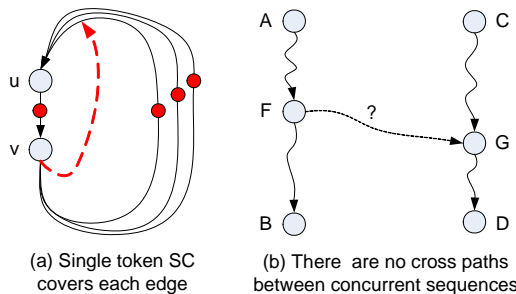 A
C
u
F
?
G
v
B
D
(a) Single token SC
covers each edge
(b) There are no cross paths
between concurrent sequences